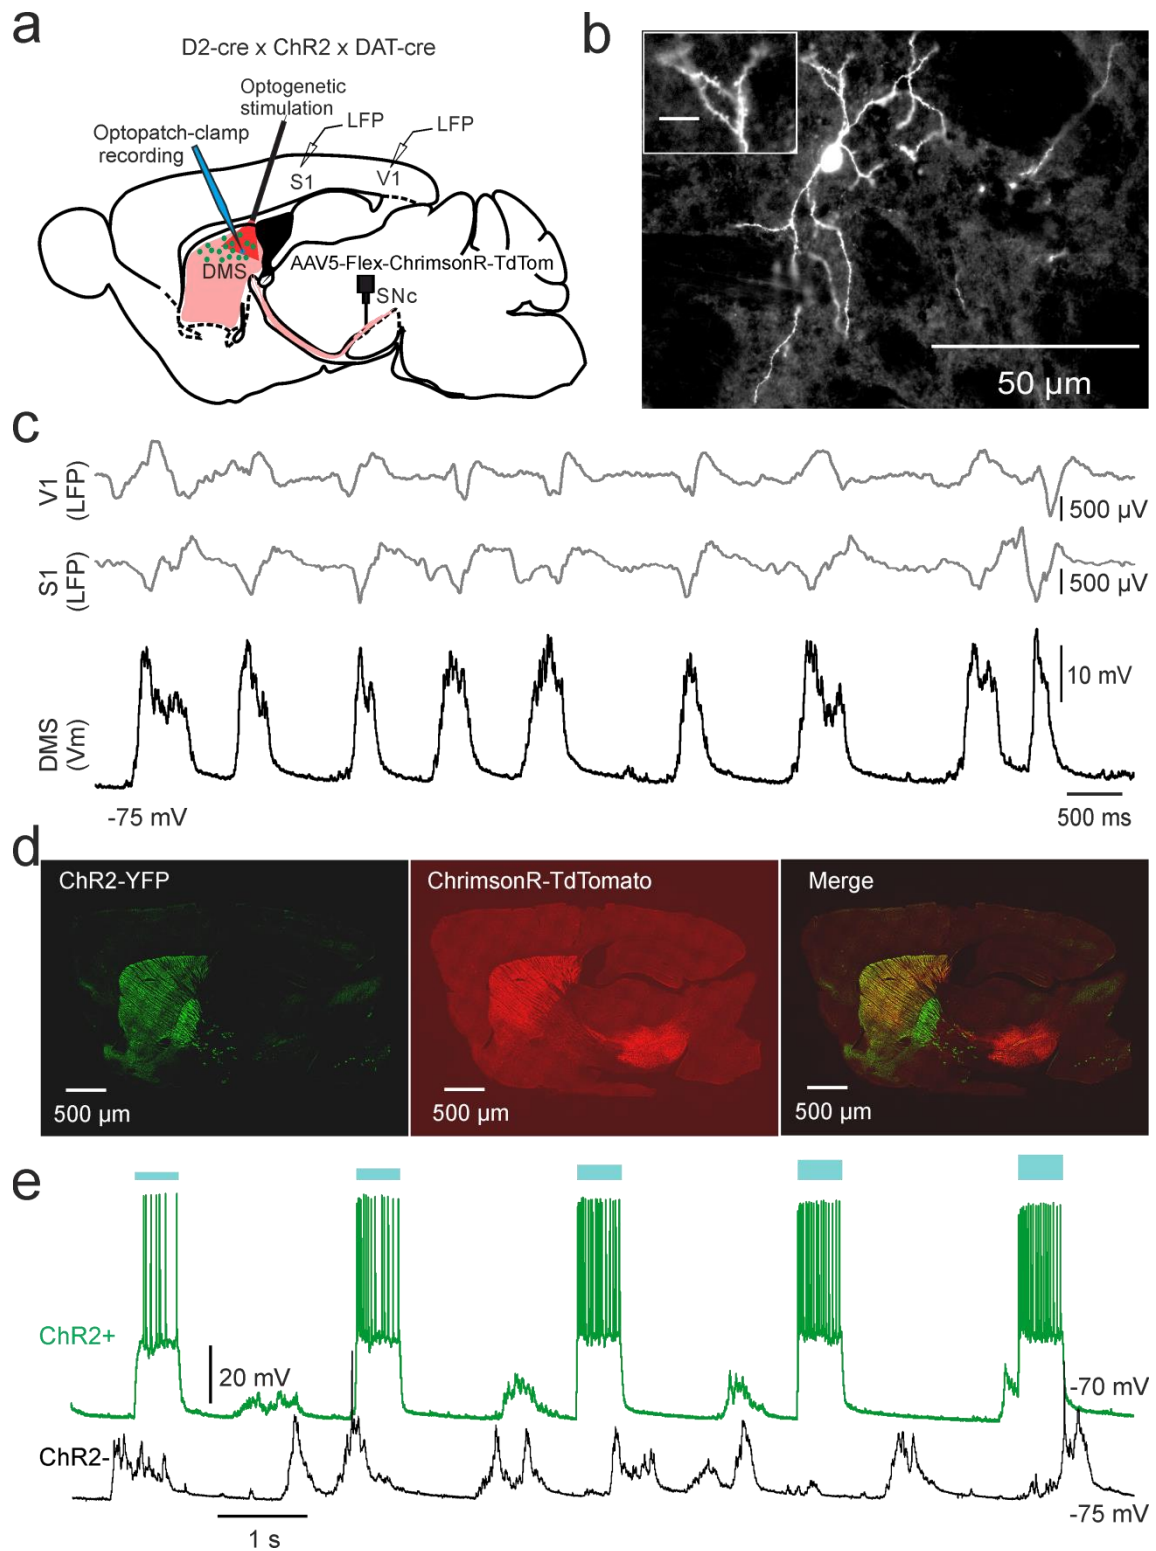 a
D2-cre x ChR2 x DAT-cre
Optogenetic
stimulation
LFP
LFP
Optopatch-clamp
recording
S1
V1
DMS
AAV5-Flex-ChrimsonR-TdTom
SNc
b
50 µm
c
V1
(LFP)
500 µV
S1
(LFP)
500 µV
DMS
(Vm)
10 mV
-75 mV
500 ms
d
ChR2-YFP
500 µm
ChrimsonR-TdTomato
500 µm
Merge
500 µm
e
ChR2+
20 mV
-70 mV
ChR2-
-75 mV
1 s